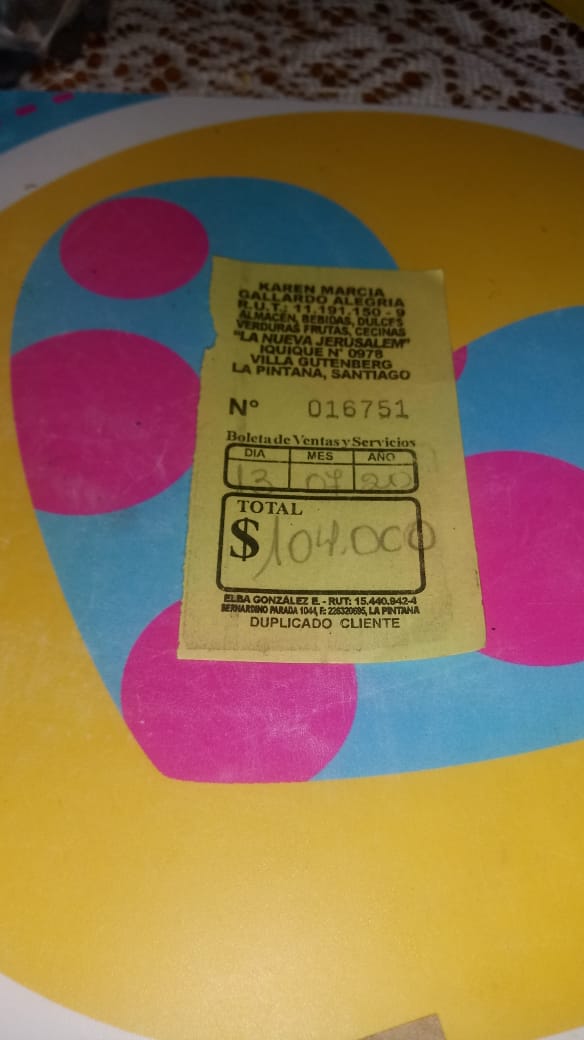 KAREN MARCIA
GALLARDO ALEGRIA
R.U.T.: 11.191.150 - 9
ALMACÉN, BEBIDAS, DULCES
VERDURAS FRUTAS, CECINAS
"LA NUEVA JERUSALEM"
IQUIQUE N° 0978
VILLA GUTENBERG
LA PINTANA, SANTIAGO
N° 016751
Boleta de Ventas y Servicios
DIA MES AÑO
13 07 20
TOTAL
$ 104.000
ELBA GONZÁLEZ E. - RUT: 15.440.942-4
BERNARDINO PARADA 1044, F: 226320695, LA PINTANA
DUPLICADO CLIENTE